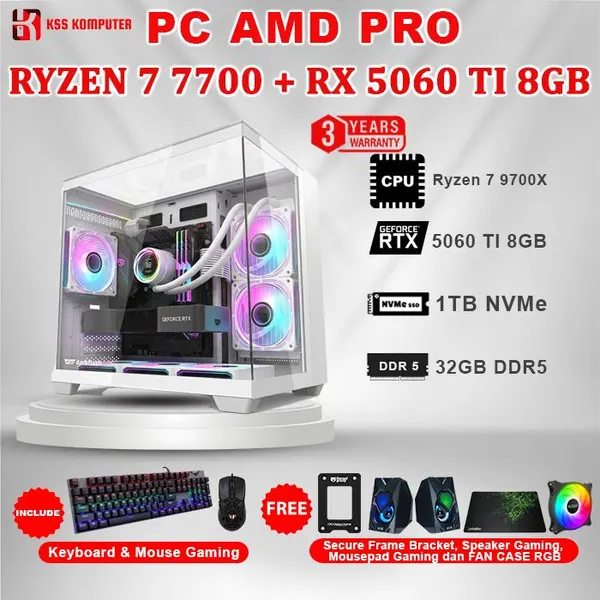 KSS KOMPUTER
PC AMD PRO
RYZEN 7 7700 + RX 5060 TI 8GB
3 YEARS
WARRANTY
CPU
Ryzen 7 9700X
GEFORCE
RTX
5060 TI 8GB
NVMe SSD
1TB NVMe
DDR 5
32GB DDR5
GEFORCE RTX
darkflash
INCLUDE
Keyboard & Mouse Gaming
FREE
Secure Frame Bracket, Speaker Gaming,
Mousepad Gaming dan FAN CASE RGB